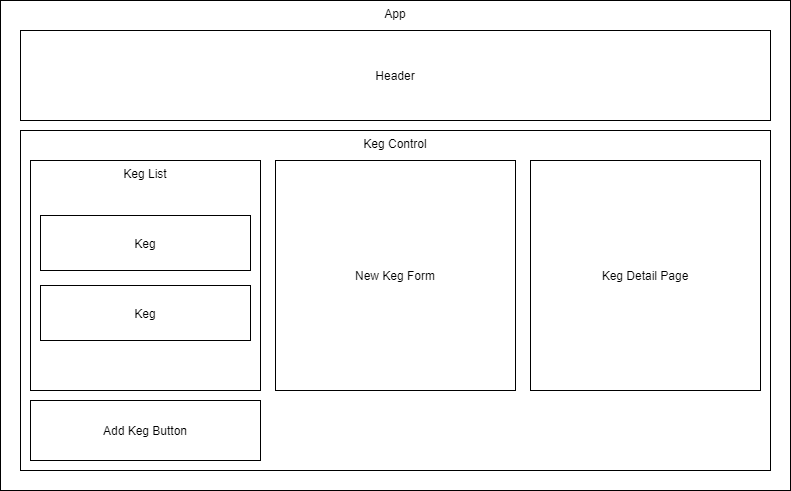 App
Header
Keg Control
Keg List
Keg
Keg
New Keg Form
Keg Detail Page
Add Keg Button